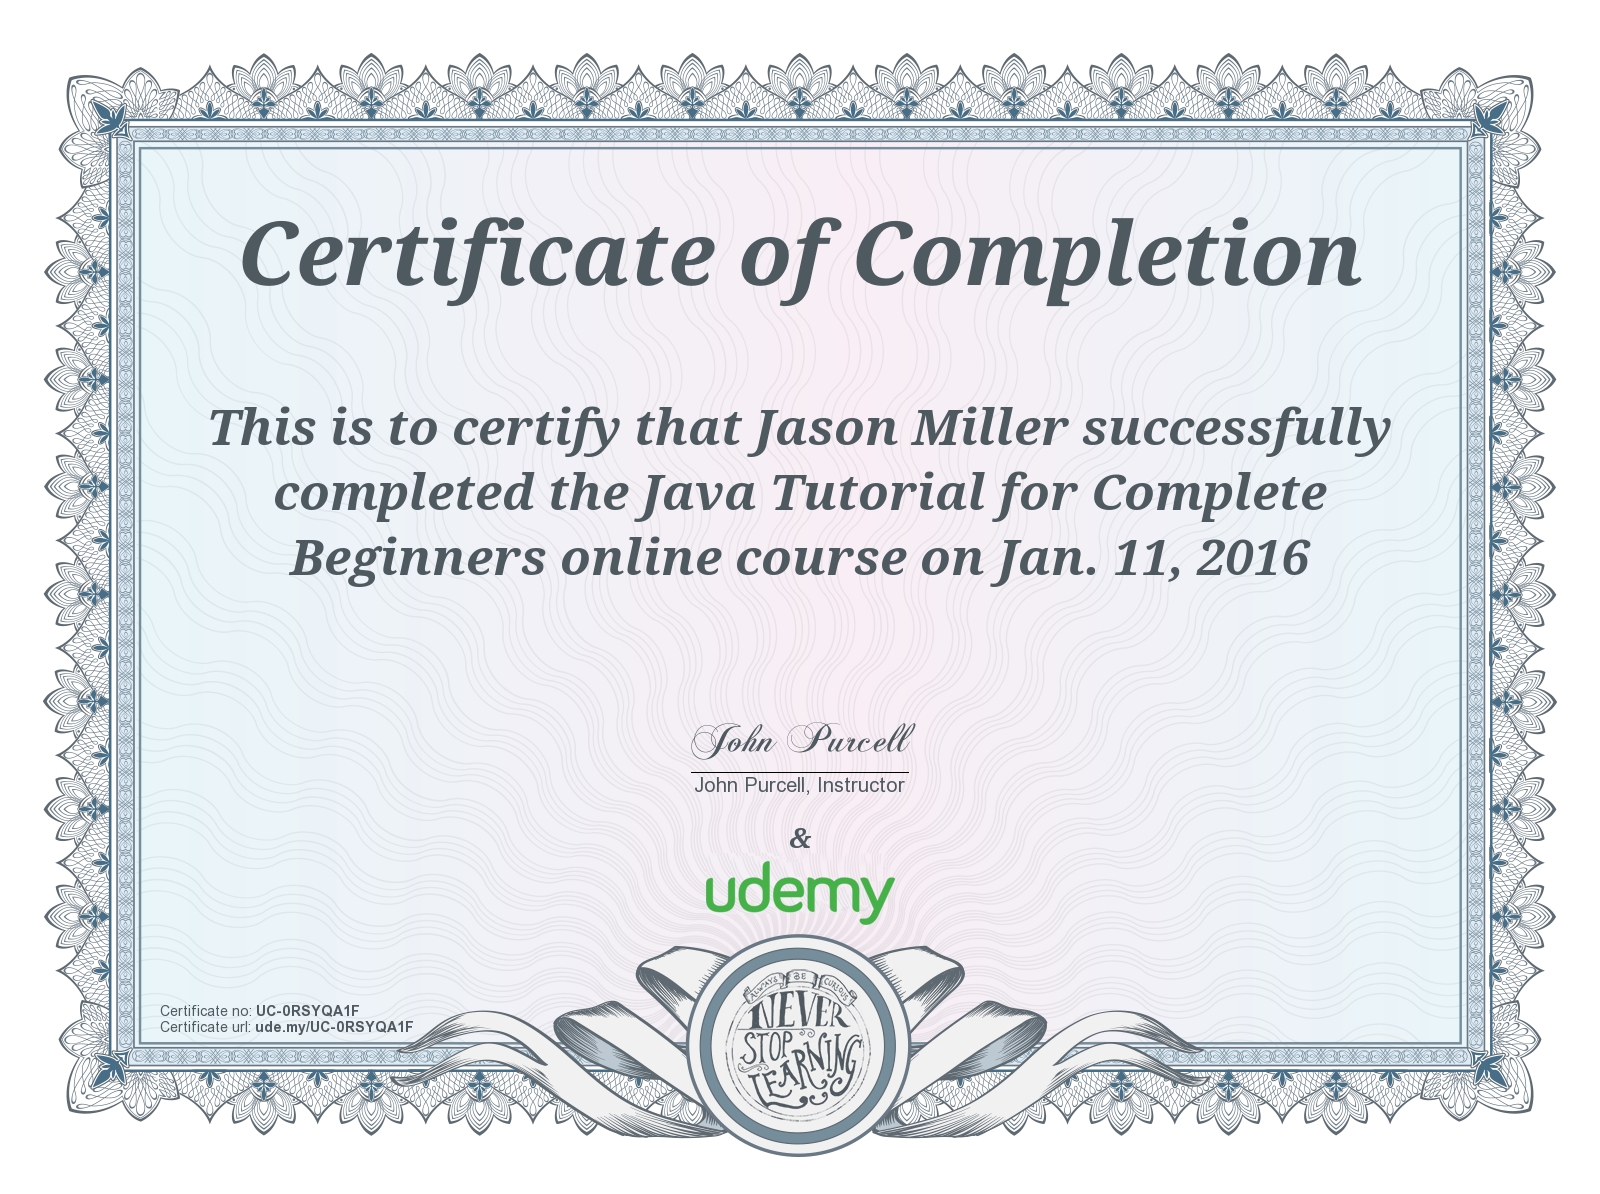 Certificate of Completion
This is to certify that Jason Miller successfully
completed the Java Tutorial for Complete
Beginners online course on Jan. 11, 2016
John Purcell
John Purcell, Instructor
&
udemy
Certificate no: UC-0RSYQA1F
Certificate url: ude.my/UC-0RSYQA1F
ALWAYS BE CURIOUS
NEVER
STOP
LEARNING